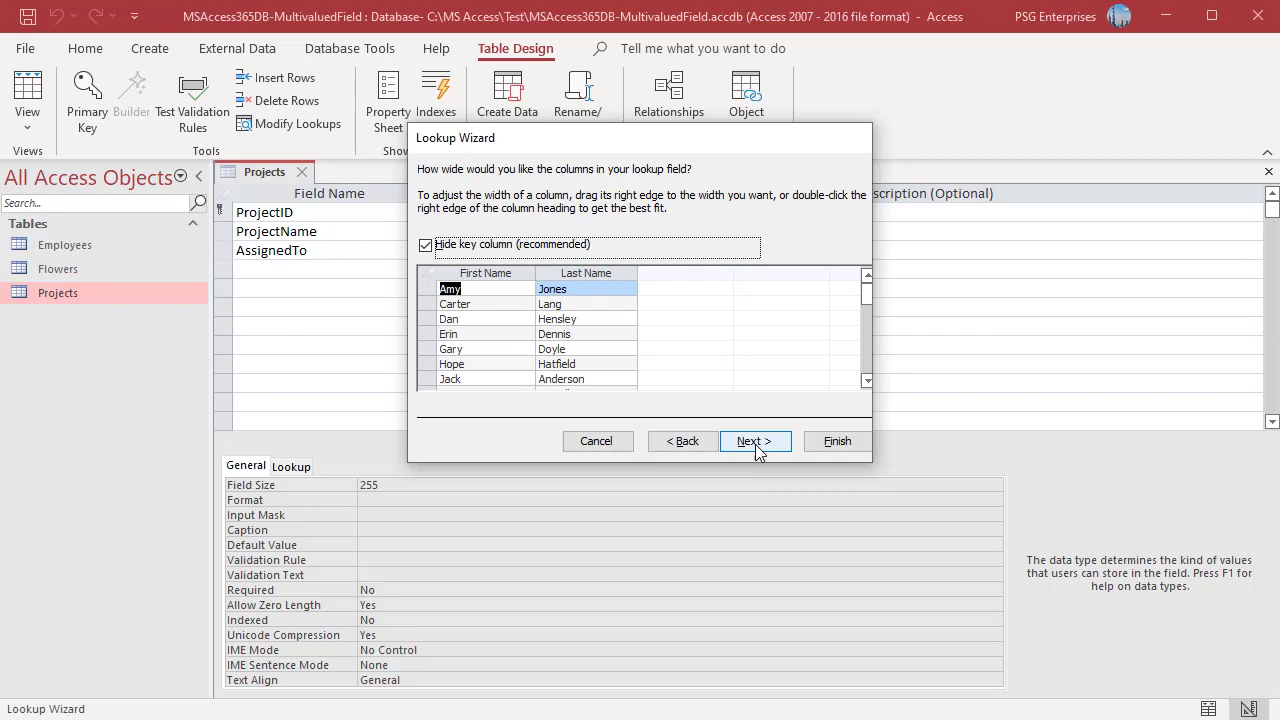 MSAccess365DB-MultivaluedField : Database- C:\MS Access\Test\MSAccess365DB-MultivaluedField.accdb (Access 2007 - 2016 file format) - Access
PSG Enterprises
File Home Create External Data Database Tools Help Table Design Tell me what you want to do
View
Views
Primary Key
Builder
Test Validation Rules
Insert Rows
Delete Rows
Modify Lookups
Tools
Property Sheet
Indexes
Create Data
Rename/
Relationships
Object
All Access Objects
Search...
Tables
Employees
Flowers
Projects
Projects
Field Name
ProjectID
ProjectName
AssignedTo
scription (Optional)
Lookup Wizard
How wide would you like the columns in your lookup field?
To adjust the width of a column, drag its right edge to the width you want, or double-click the
right edge of the column heading to get the best fit.
Hide key column (recommended)
First Name Last Name
Amy Jones
Carter Lang
Dan Hensley
Erin Dennis
Gary Doyle
Hope Hatfield
Jack Anderson
Cancel < Back Next > Finish
General Lookup
Field Size 255
Format
Input Mask
Caption
Default Value
Validation Rule
Validation Text
Required No
Allow Zero Length Yes
Indexed No
Unicode Compression Yes
IME Mode No Control
IME Sentence Mode None
Text Align General
The data type determines the kind of values
that users can store in the field. Press F1 for
help on data types.
Lookup Wizard